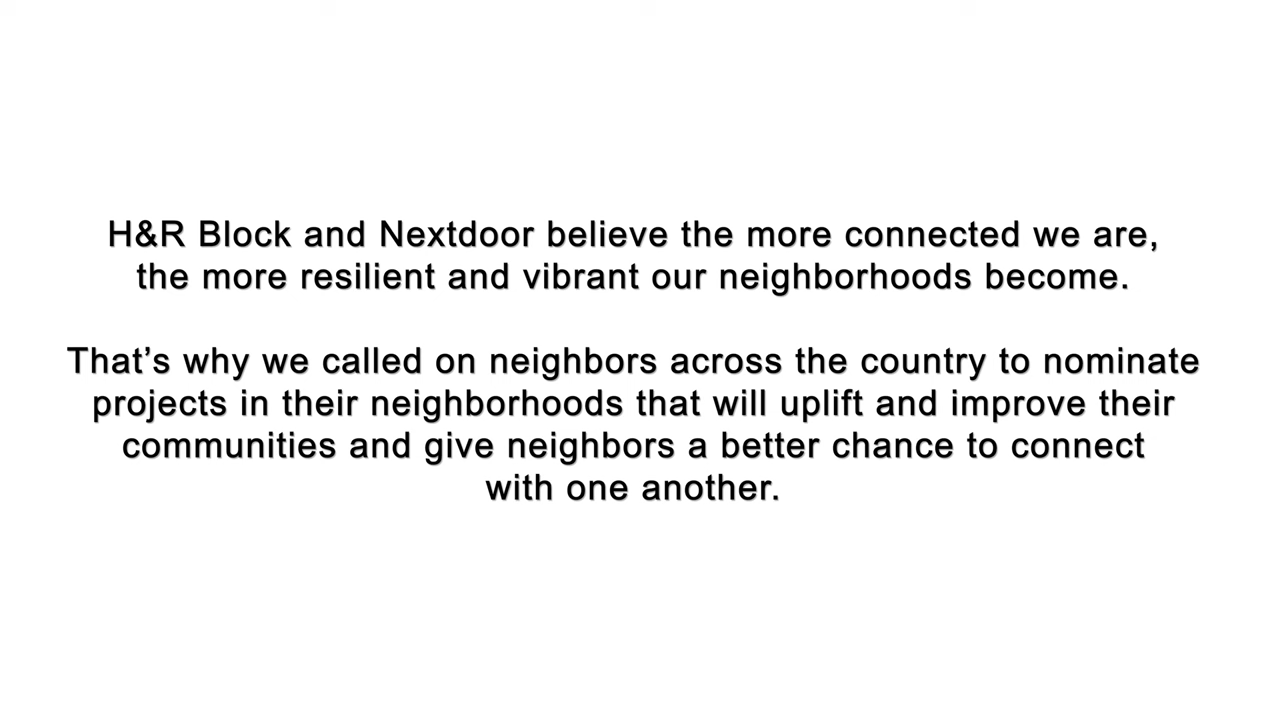 H&R Block and Nextdoor believe the more connected we are,
the more resilient and vibrant our neighborhoods become.
That’s why we called on neighbors across the country to nominate
projects in their neighborhoods that will uplift and improve their
communities and give neighbors a better chance to connect
with one another.